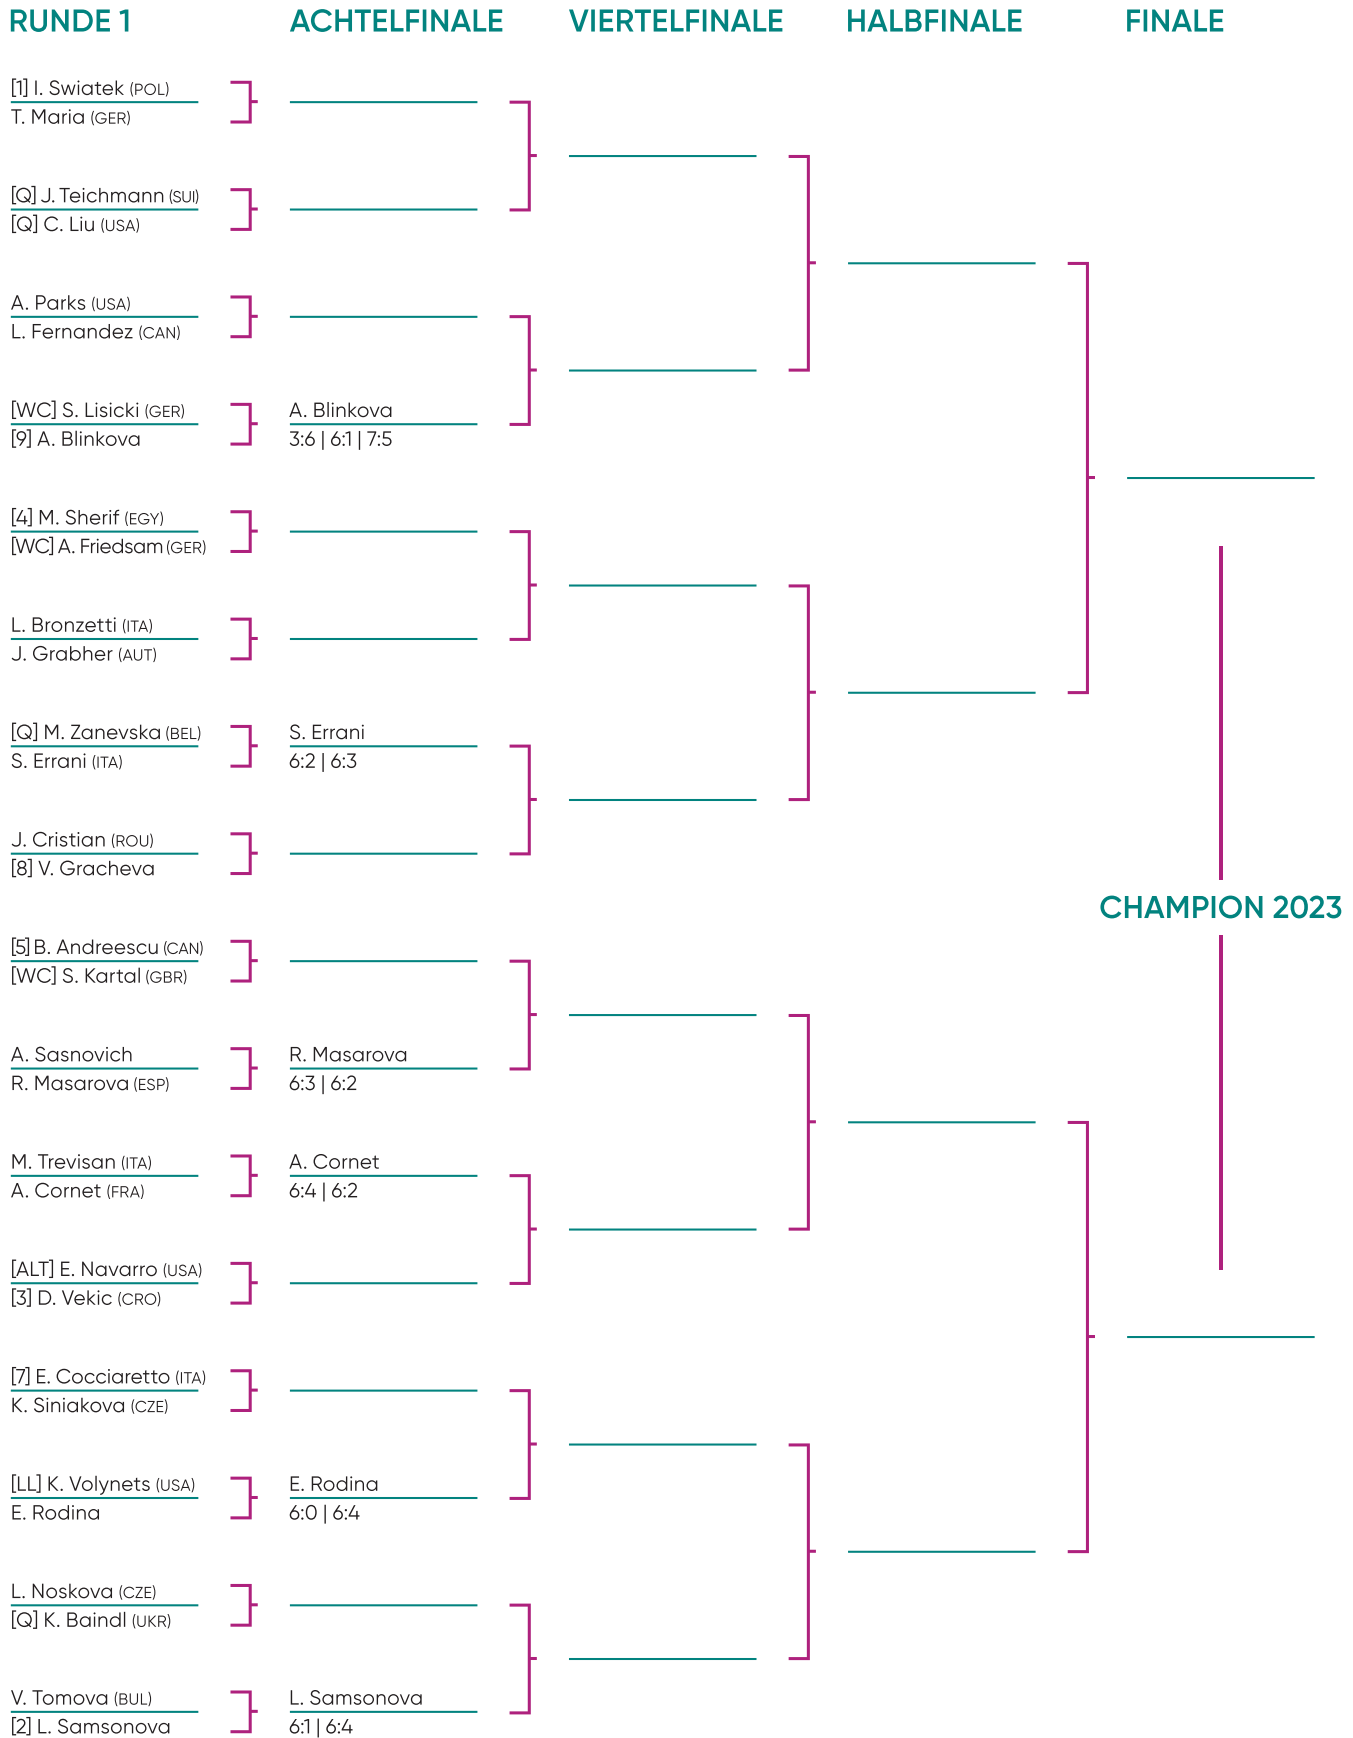 RUNDE 1 ACHTELFINALE VIERTELFINALE HALBFINALE FINALE
[1] I. Swiatek (POL)
T. Maria (GER)
[Q] J. Teichmann (SUI)
[Q] C. Liu (USA)
A. Parks (USA)
L. Fernandez (CAN)
[WC] S. Lisicki (GER) A. Blinkova
[9] A. Blinkova 3:6 | 6:1 | 7:5
[4] M. Sherif (EGY)
[WC] A. Friedsam (GER)
L. Bronzetti (ITA)
J. Grabher (AUT)
[Q] M. Zanevska (BEL) S. Errani
S. Errani (ITA) 6:2 | 6:3
J. Cristian (ROU)
[8] V. Gracheva
CHAMPION 2023
[5] B. Andreescu (CAN)
[WC] S. Kartal (GBR)
A. Sasnovich R. Masarova
R. Masarova (ESP) 6:3 | 6:2
M. Trevisan (ITA) A. Cornet
A. Cornet (FRA) 6:4 | 6:2
[ALT] E. Navarro (USA)
[3] D. Vekic (CRO)
[7] E. Cocciaretto (ITA)
K. Siniakova (CZE)
[LL] K. Volynets (USA) E. Rodina
E. Rodina 6:0 | 6:4
L. Noskova (CZE)
[Q] K. Baindl (UKR)
V. Tomova (BUL) L. Samsonova
[2] L. Samsonova 6:1 | 6:4